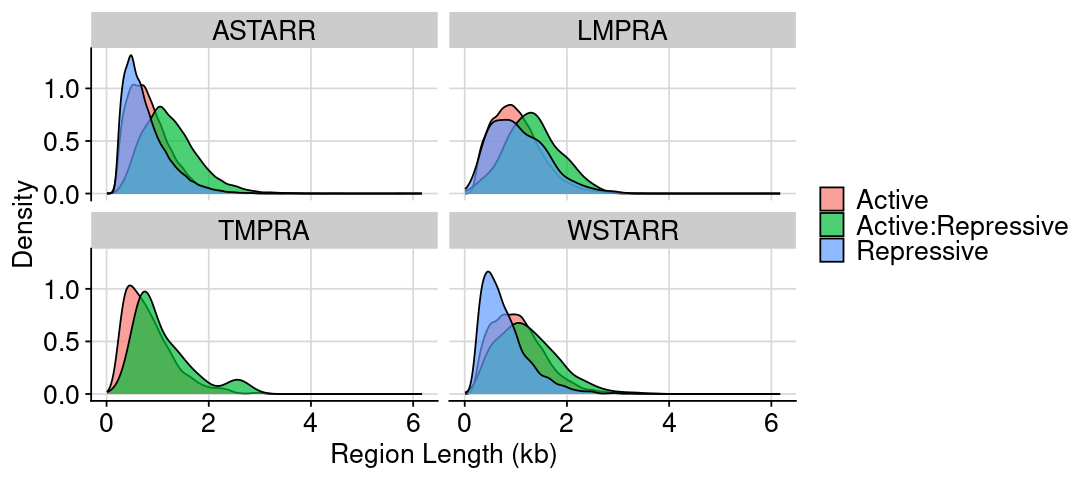 ASTARR
LMPRA
1.0
0.5
0.0
TMPRA
WSTARR
1.0
0.5
0.0
0 2 4 6
0 2 4 6
Region Length (kb)
Density
Active
Active:Repressive
Repressive